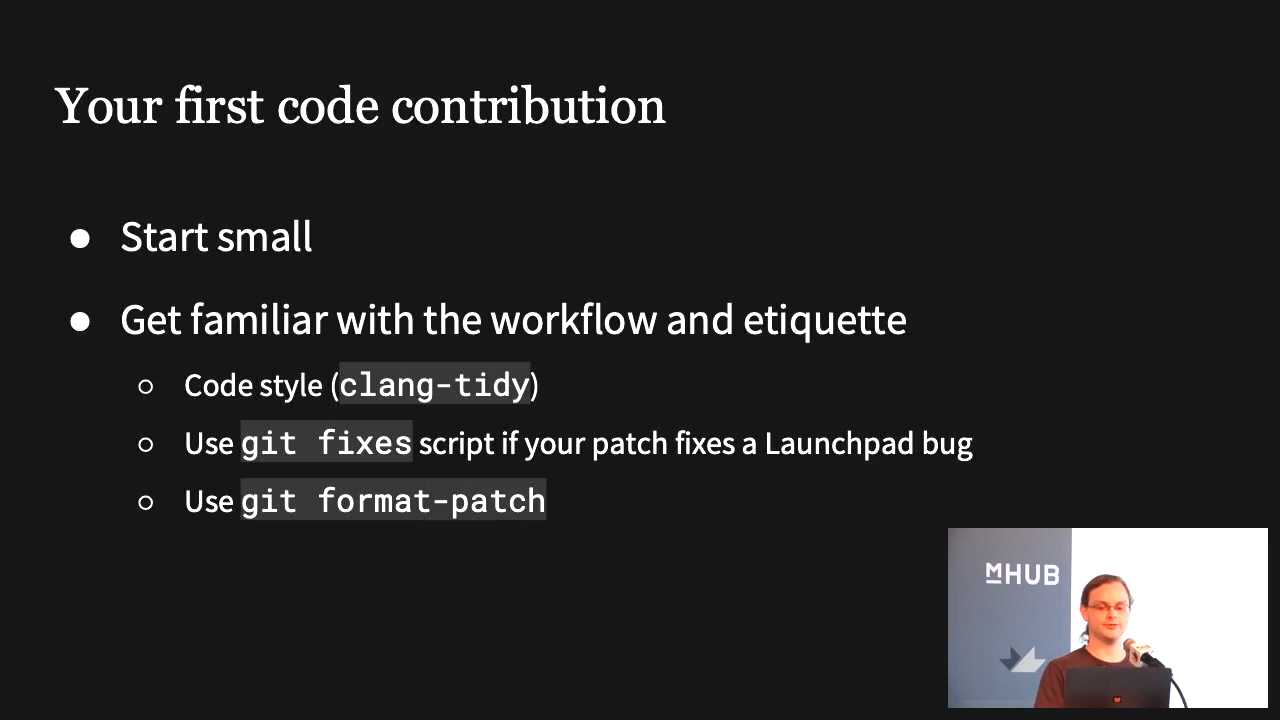 Your first code contribution
● Start small
● Get familiar with the workflow and etiquette
○ Code style (clang-tidy)
○ Use git fixes script if your patch fixes a Launchpad bug
○ Use git format-patch
mHUB